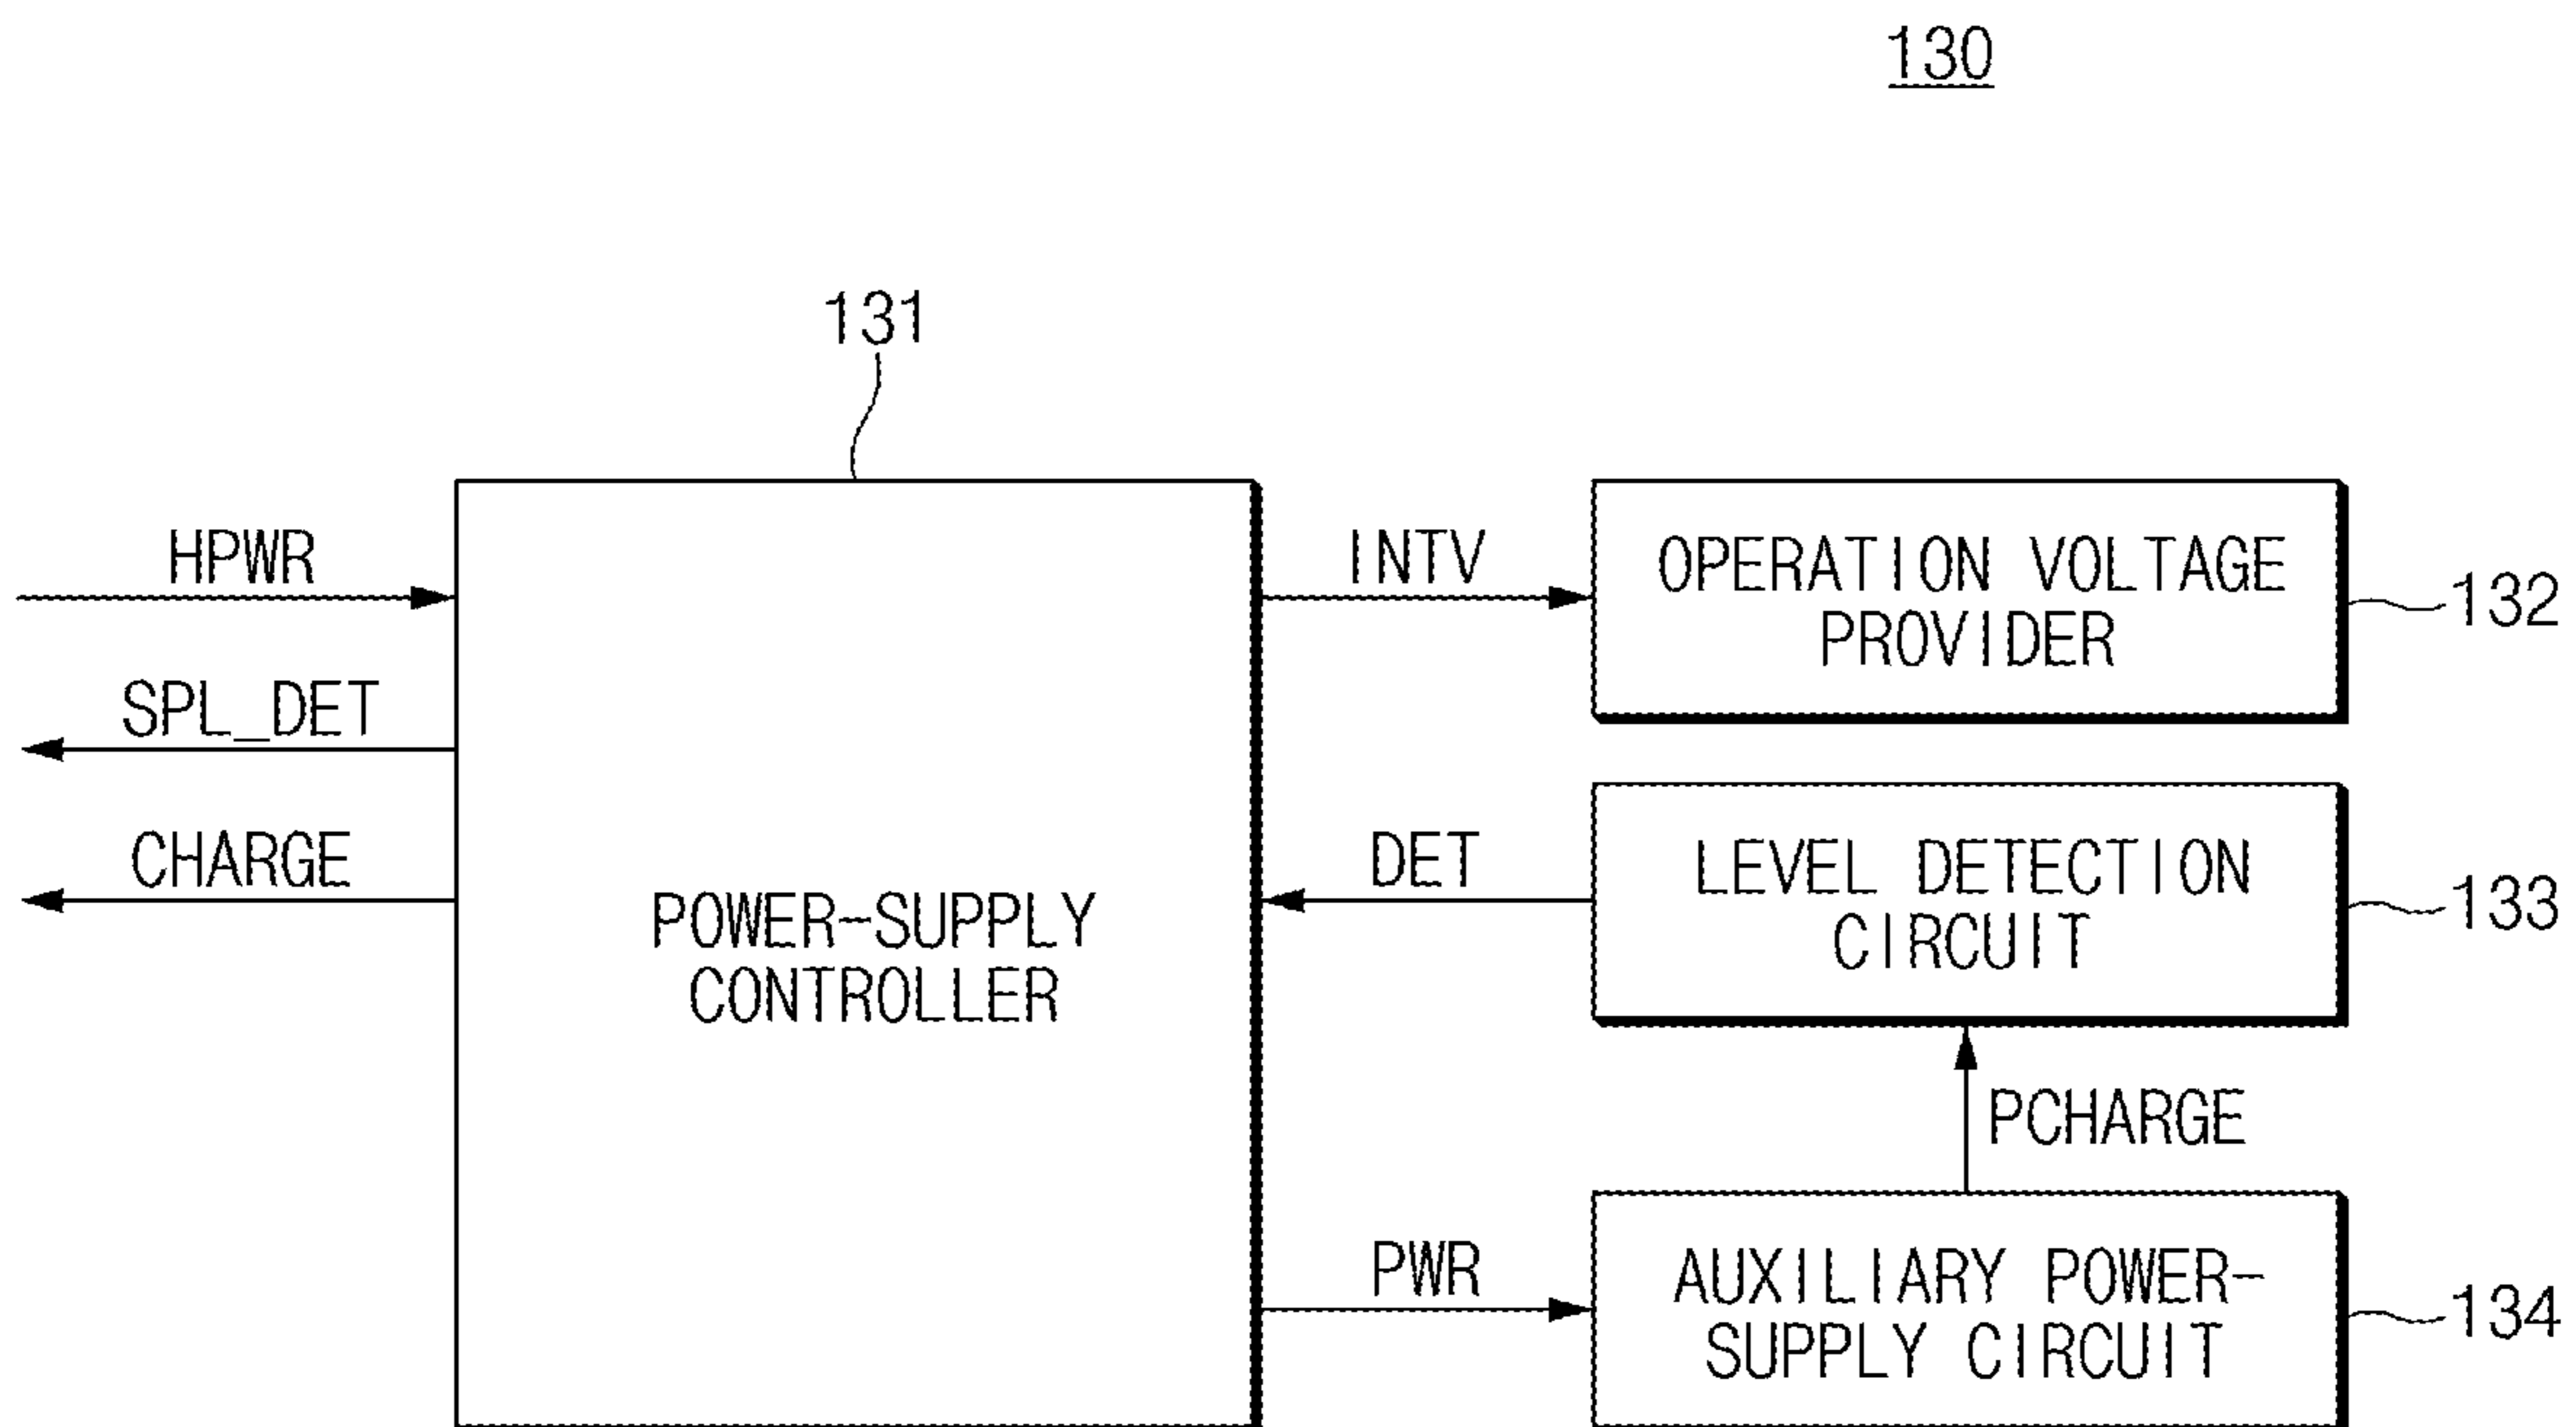 130
131
HPWR
INTV
OPERATION VOLTAGE
PROVIDER
132
SPL_DET
CHARGE
DET
LEVEL DETECTION
CIRCUIT
133
POWER-SUPPLY
CONTROLLER
PCHARGE
PWR
AUXILIARY POWER-
SUPPLY CIRCUIT
134